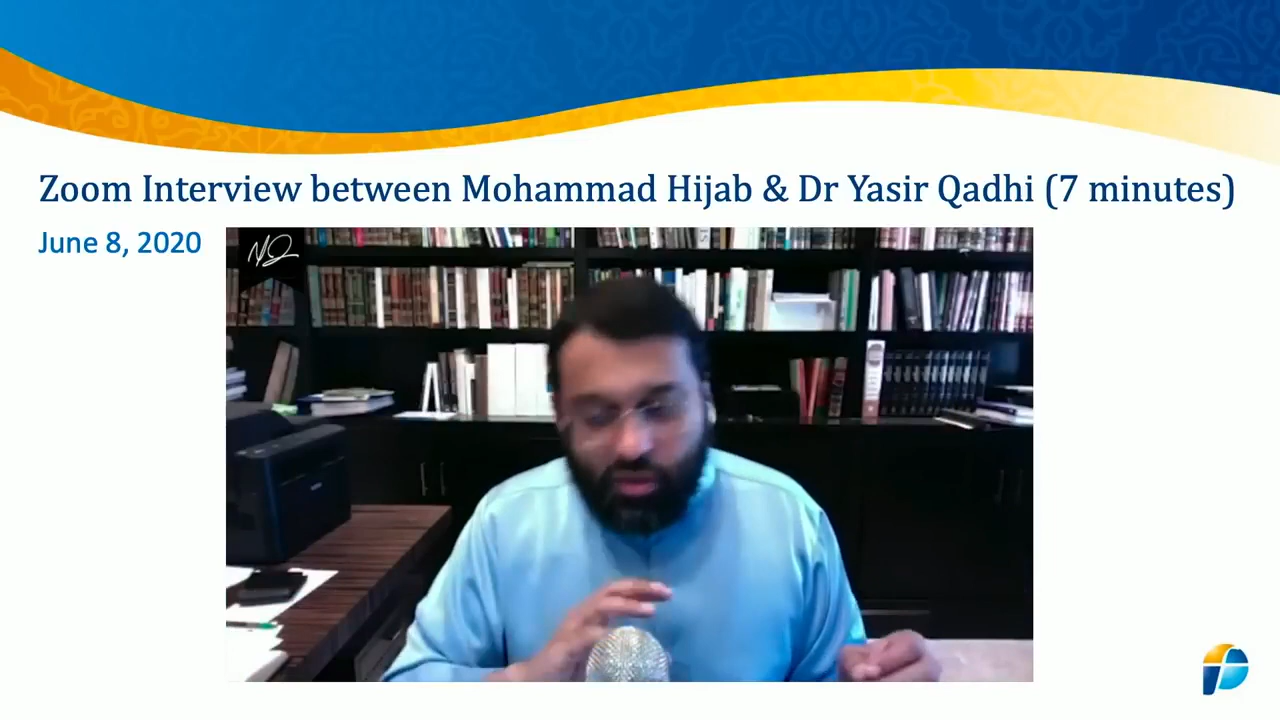 Zoom Interview between Mohammad Hijab & Dr Yasir Qadhi (7 minutes)
June 8, 2020